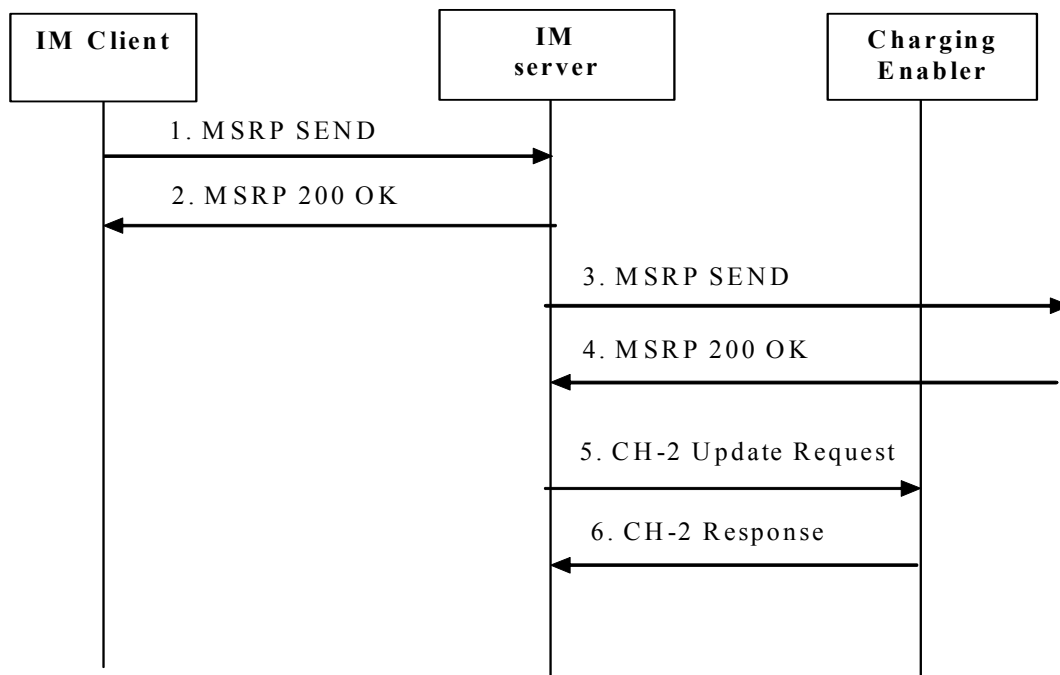 IM Client
IM
server
Charging
Enabler
1. MSRP SEND
2. MSRP 200 OK
3. MSRP SEND
4. MSRP 200 OK
5. CH-2 Update Request
6. CH-2 Response